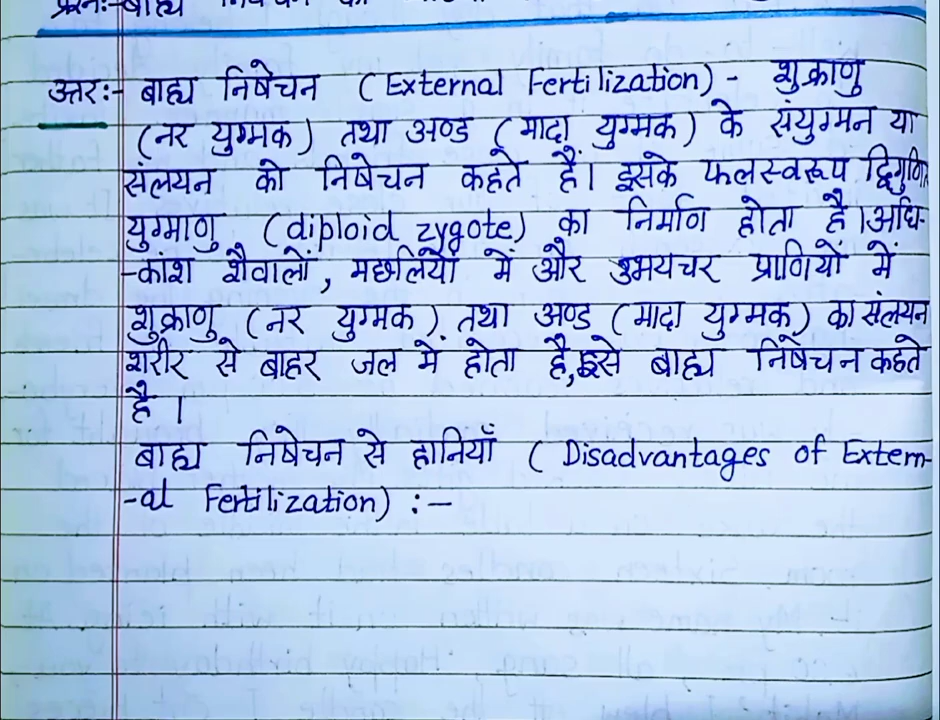 प्रश्न:- बाह्य निषेचन
उत्तर:- बाह्य निषेचन (External Fertilization) - शुक्राणु
(नर युग्मक) तथा अण्ड (मादा युग्मक) के संयुग्मन या
संलयन को निषेचन कहते हैं। इसके फलस्वरूप द्विगुणित
युग्माणु (diploid zygote) का निर्माण होता है। अधि-
-कांश शैवालों, मछलियों में और उभयचर प्राणियों में
शुक्राणु (नर युग्मक) तथा अण्ड (मादा युग्मक) का संलयन
शरीर से बाहर जल में होता है, इसे बाह्य निषेचन कहते
है ।
बाह्य निषेचन से हानियाँ ( Disadvantages of Extern-
-al Fertilization) :-